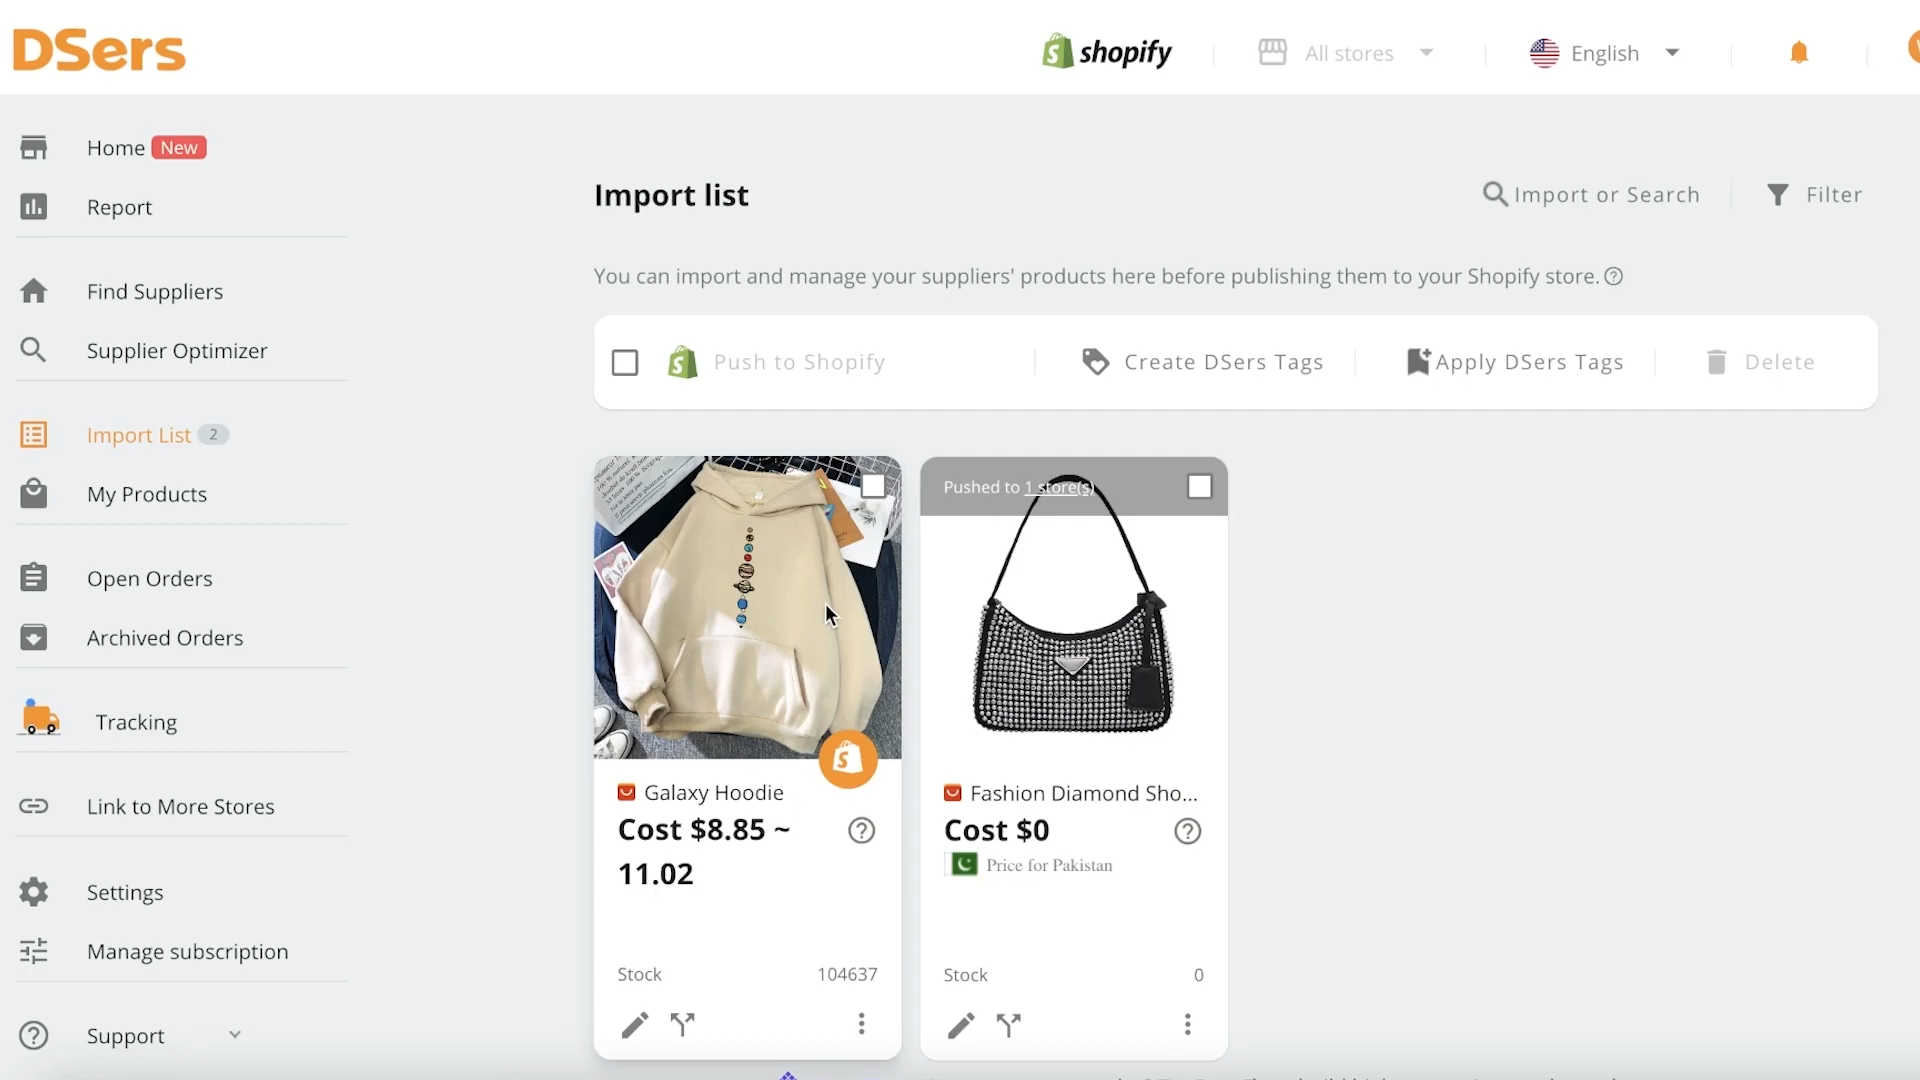 DSers
shopify
All stores
English
Home New
Report
Find Suppliers
Supplier Optimizer
Import List 2
My Products
Open Orders
Archived Orders
Tracking
Link to More Stores
Settings
Manage subscription
Support
Import list
Import or Search
Filter
You can import and manage your suppliers' products here before publishing them to your Shopify store.
Push to Shopify
Create DSers Tags
Apply DSers Tags
Delete
Galaxy Hoodie
Cost $8.85 ~
11.02
Stock 104637
Pushed to 1 store(s)
Fashion Diamond Sho...
Cost $0
Price for Pakistan
Stock 0